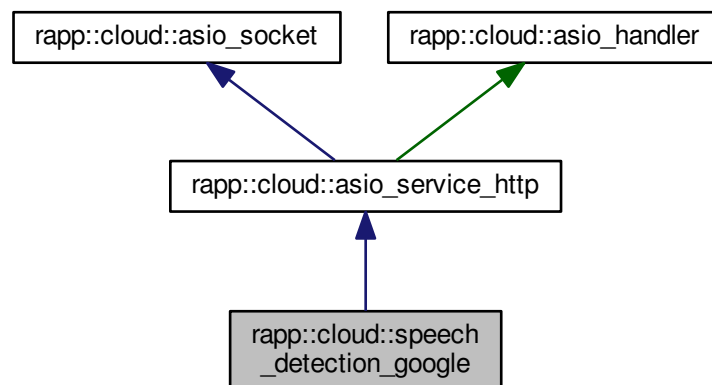 rapp::cloud::asio_socket
rapp::cloud::asio_handler
rapp::cloud::asio_service_http
rapp::cloud::speech
_detection_google